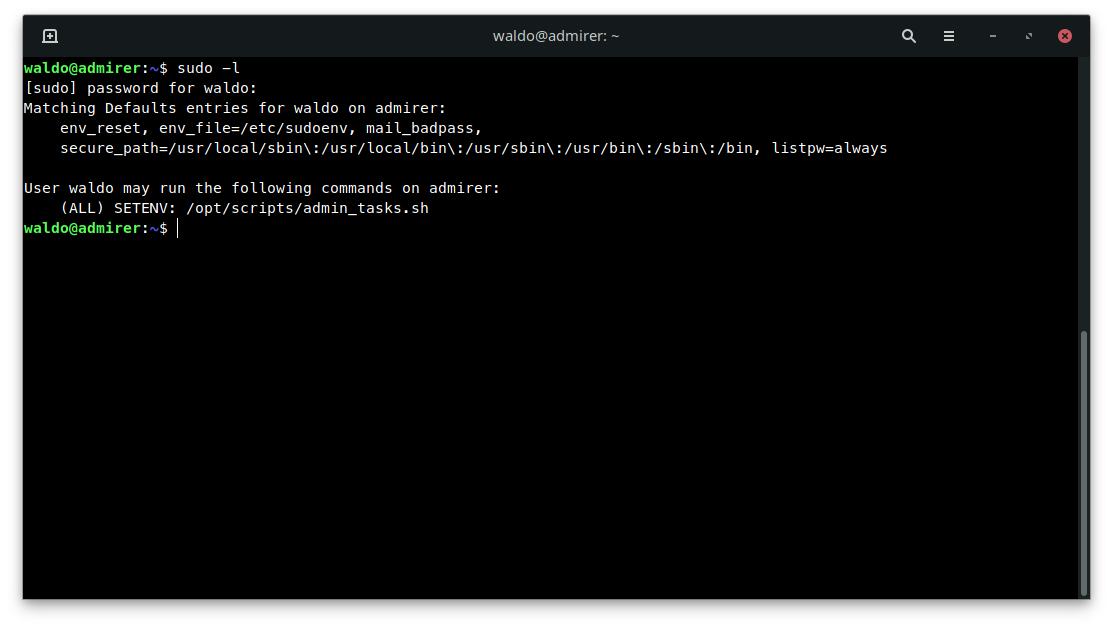 waldo@admirer: ~
waldo@admirer:~$ sudo -l
[sudo] password for waldo:
Matching Defaults entries for waldo on admirer:
    env_reset, env_file=/etc/sudoenv, mail_badpass,
    secure_path=/usr/local/sbin\:/usr/local/bin\:/usr/sbin\:/usr/bin\:/sbin\:/bin, listpw=always

User waldo may run the following commands on admirer:
    (ALL) SETENV: /opt/scripts/admin_tasks.sh
waldo@admirer:~$